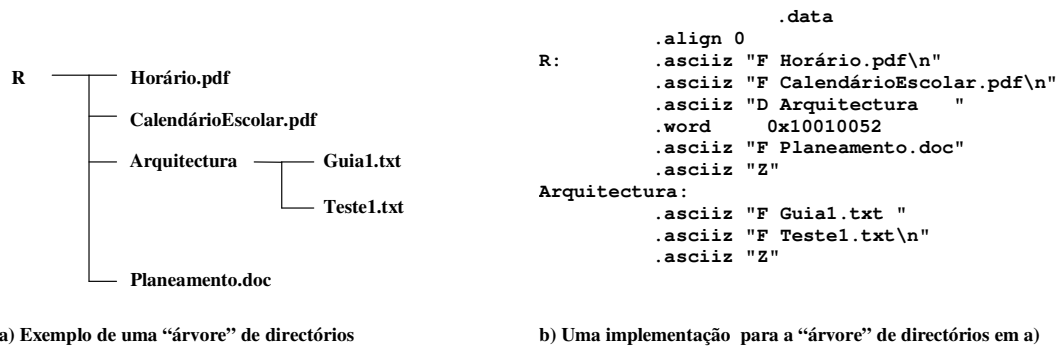 R
Horário.pdf
CalendárioEscolar.pdf
Arquitectura
Guia1.txt
Teste1.txt
Planeamento.doc
a) Exemplo de uma “árvore” de directórios
.data
.align 0
R: .asciiz "F Horário.pdf\n"
.asciiz "F CalendárioEscolar.pdf\n"
.asciiz "D Arquitectura   "
.word 0x10010052
.asciiz "F Planeamento.doc"
.asciiz "Z"
Arquitectura:
.asciiz "F Guia1.txt "
.asciiz "F Teste1.txt\n"
.asciiz "Z"
b) Uma implementação para a “árvore” de directórios em a)